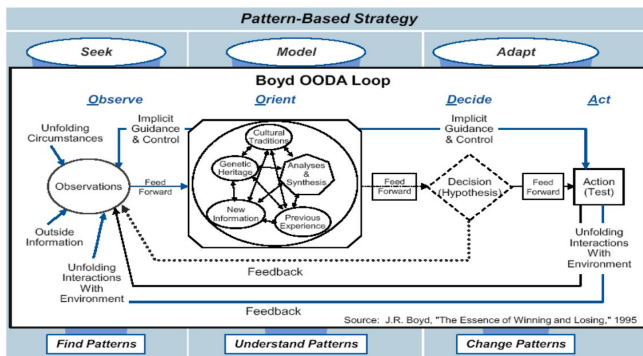 Pattern-Based Strategy
Seek
Model
Adapt
Boyd OODA Loop
Observe
Orient
Decide
Act
Unfolding
Circumstances
Implicit
Guidance
& Control
Observations
Outside
Information
Unfolding
Interactions
With
Environment
Feed
Forward
Cultural
Traditions
Genetic
Heritage
Analyses &
Synthesis
New
Information
Previous
Experience
Feed
Forward
Implicit
Guidance
& Control
Decision
(Hypothesis)
Feed
Forward
Action
(Test)
Unfolding
Interactions
With
Environment
Feedback
Feedback
Source: J.R. Boyd, "The Essence of Winning and Losing," 1995
Find Patterns
Understand Patterns
Change Patterns